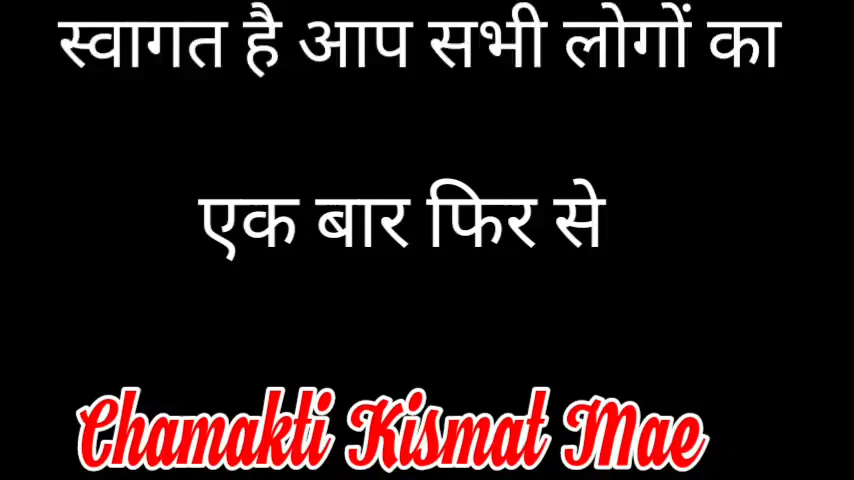 स्वागत है आप सभी लोगों का
एक बार फिर से
Chamakti Kismat Mae